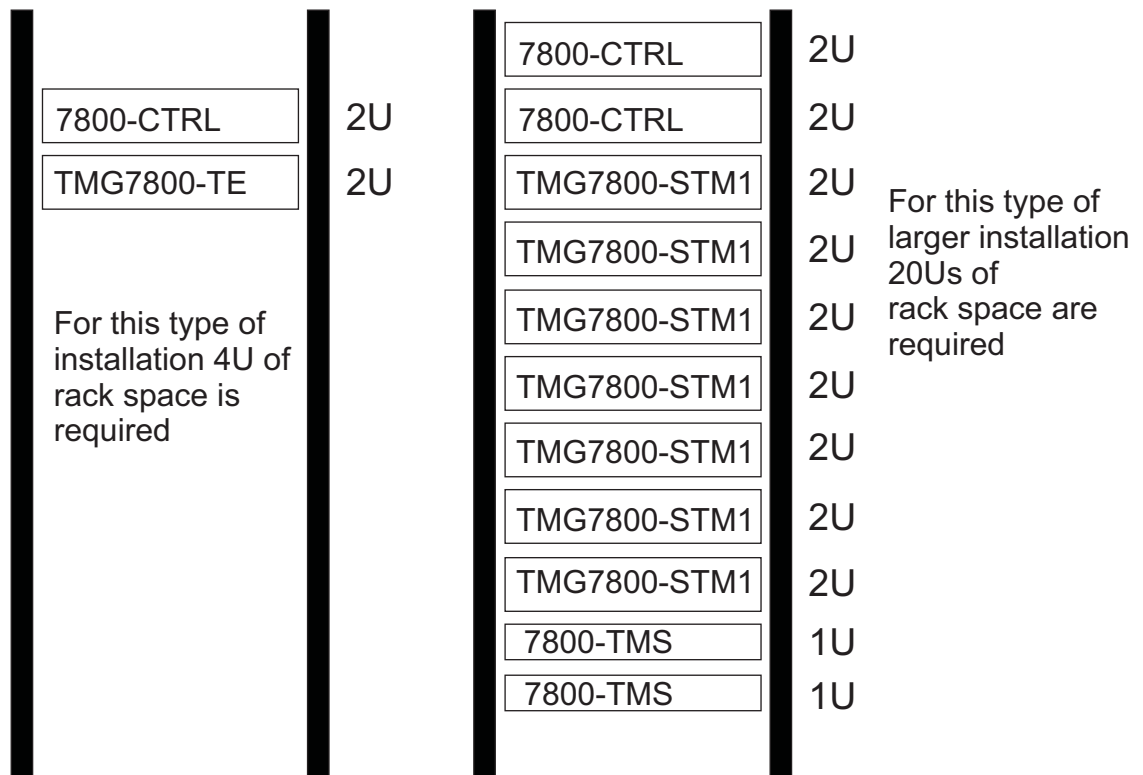 7800-CTRL 2U
TMG7800-TE 2U
For this type of
installation 4U of
rack space is
required
7800-CTRL 2U
7800-CTRL 2U
TMG7800-STM1 2U
TMG7800-STM1 2U
TMG7800-STM1 2U
TMG7800-STM1 2U
TMG7800-STM1 2U
TMG7800-STM1 2U
TMG7800-STM1 2U
7800-TMS 1U
7800-TMS 1U
For this type of
larger installation
20Us of
rack space are
required